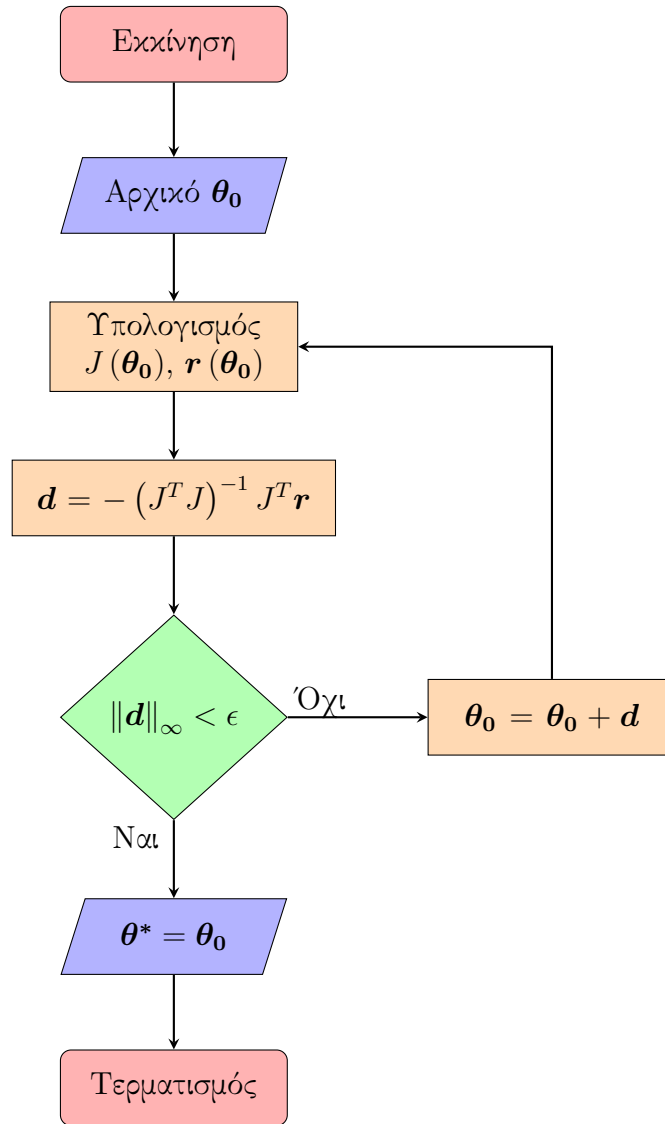 Εκκίνηση
Αρχικό θ₀
Υπολογισμός
J (θ₀), r (θ₀)
d = − (JᵀJ)⁻¹ Jᵀr
‖d‖∞ < ϵ
Όχι
θ₀ = θ₀ + d
Ναι
θ* = θ₀
Τερματισμός